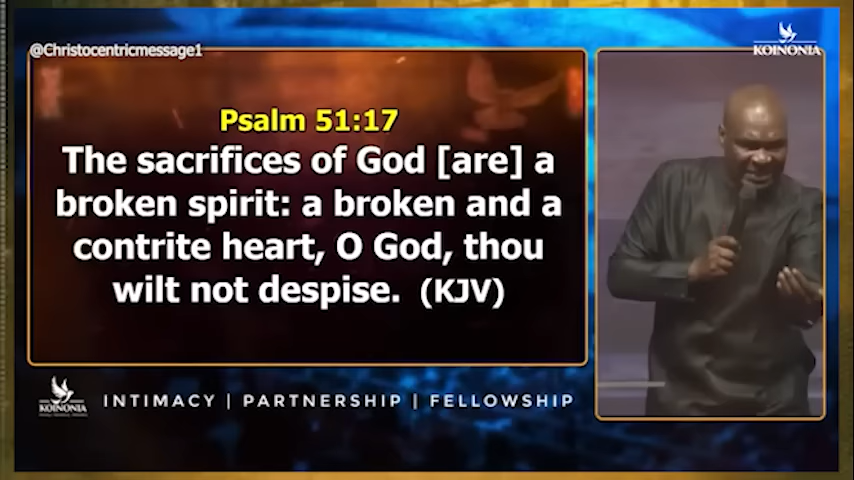 @Christocentricmessage1
KOINONIA
Psalm 51:17
The sacrifices of God [are] a
broken spirit: a broken and a
contrite heart, O God, thou
wilt not despise. (KJV)
KOINONIA
INTIMACY | PARTNERSHIP | FELLOWSHIP